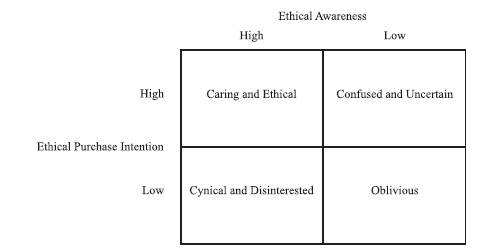 Ethical Awareness
High Low
High Caring and Ethical Confused and Uncertain
Ethical Purchase Intention
Low Cynical and Disinterested Oblivious